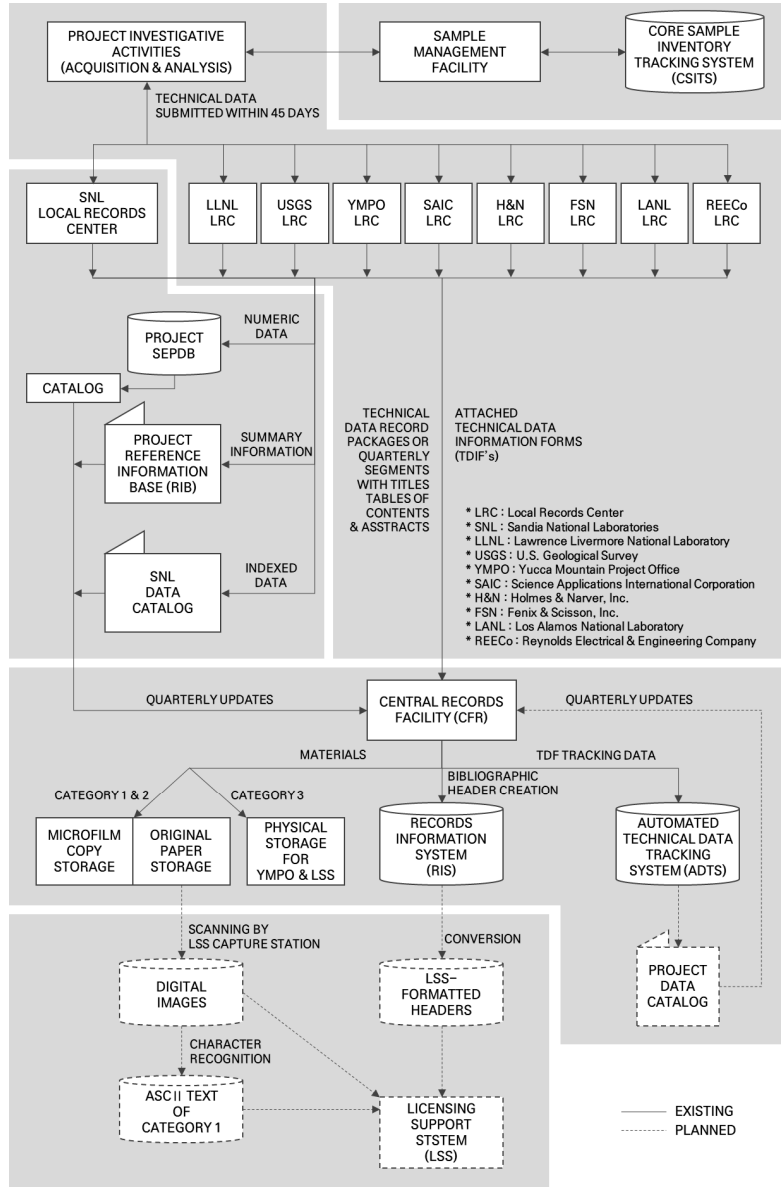 PROJECT INVESTIGATIVE
ACTIVITIES
(ACQUISITION & ANALYSIS)
SAMPLE
MANAGEMENT
FACILITY
CORE SAMPLE
INVENTORY
TRACKING SYSTEM
(CSITS)
TECHNICAL DATA
SUBMITTED WITHIN 45 DAYS
SNL
LOCAL RECORDS
CENTER
LLNL
LRC
USGS
LRC
YMPO
LRC
SAIC
LRC
H&N
LRC
FSN
LRC
LANL
LRC
REECo
LRC
NUMERIC
DATA
PROJECT
SEPDB
CATALOG
PROJECT
REFERENCE
INFORMATION
BASE (RIB)
SUMMARY
INFORMATION
SNL
DATA
CATALOG
INDEXED
DATA
TECHNICAL
DATA RECORD
PACKAGES OR
QUARTERLY
SEGMENTS
WITH TITLES
TABLES OF
CONTENTS
& ASSTRACTS
ATTACHED
TECHNICAL DATA
INFORMATION FORMS
(TDIF's)
* LRC : Local Records Center
* SNL : Sandia National Laboratories
* LLNL : Lawrence Livermore National Laboratory
* USGS : U.S. Geological Survey
* YMPO : Yucca Mountain Project Office
* SAIC : Science Applications International Corporation
* H&N : Holmes & Narver, Inc.
* FSN : Fenix & Scisson, Inc.
* LANL : Los Alamos National Laboratory
* REECo : Reynolds Electrical & Engineering Company
QUARTERLY UPDATES
CENTRAL RECORDS
FACILITY (CFR)
QUARTERLY UPDATES
MATERIALS
BIBLIOGRAPHIC
HEADER CREATION
TDF TRACKING DATA
CATEGORY 1 & 2
CATEGORY 3
MICROFILM
COPY
STORAGE
ORIGINAL
PAPER
STORAGE
PHYSICAL
STORAGE
FOR
YMPO & LSS
RECORDS
INFORMATION
SYSTEM
(RIS)
AUTOMATED
TECHNICAL DATA
TRACKING
SYSTEM (ADTS)
SCANNING BY
LSS CAPTURE STATION
CONVERSION
DIGITAL
IMAGES
LSS-
FORMATTED
HEADERS
PROJECT
DATA
CATALOG
CHARACTER
RECOGNITION
ASCII TEXT
OF
CATEGORY 1
LICENSING
SUPPORT
STSTEM
(LSS)
EXISTING
PLANNED